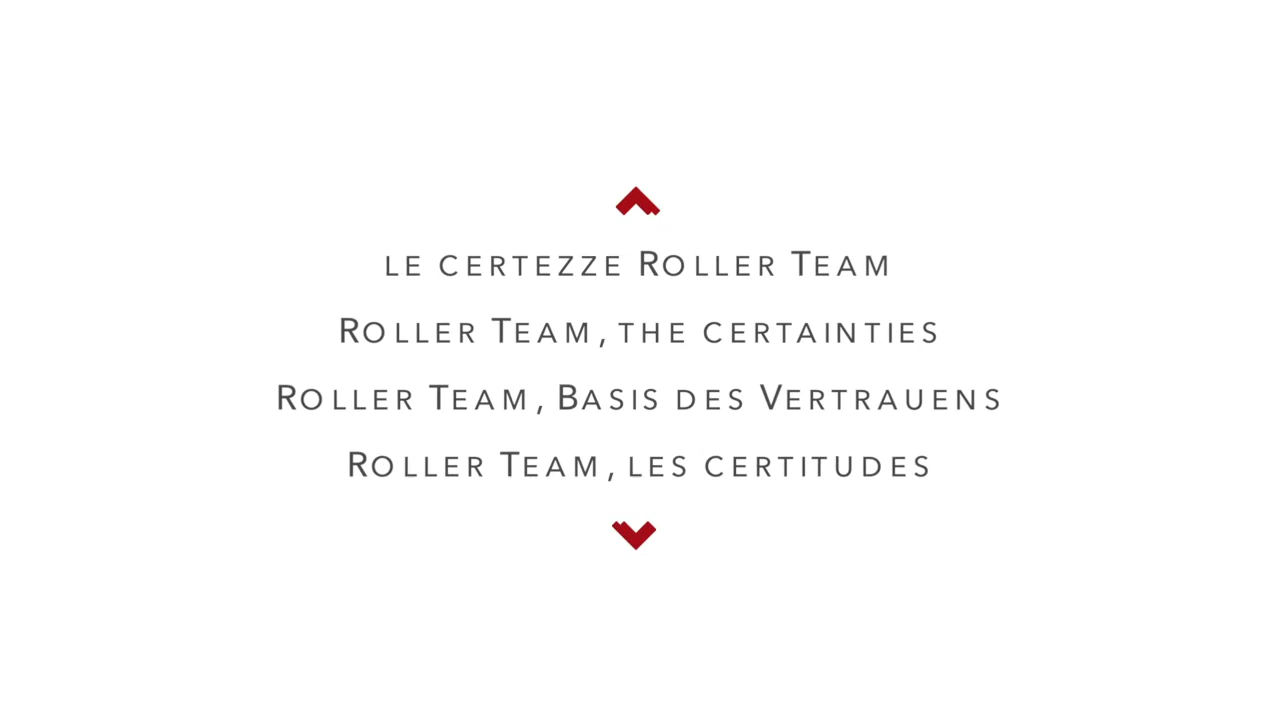 LE CERTEZZE ROLLER TEAM
ROLLER TEAM, THE CERTAINTIES
ROLLER TEAM, BASIS DES VERTRAUENS
ROLLER TEAM, LES CERTITUDES